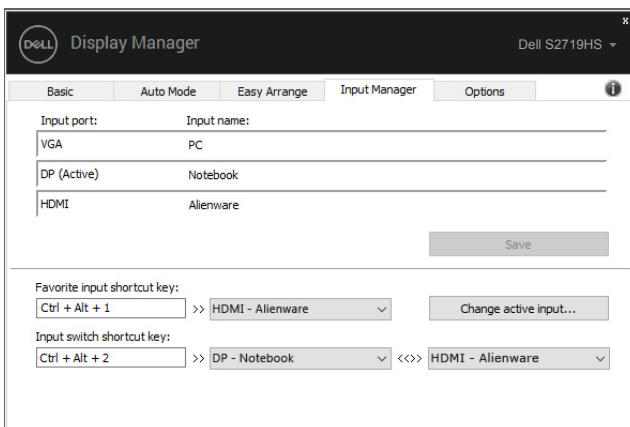 x
DELL Display Manager Dell S2719HS
Basic Auto Mode Easy Arrange Input Manager Options i
Input port: Input name:
VGA PC
DP (Active) Notebook
HDMI Alienware
Save
Favorite input shortcut key:
Ctrl + Alt + 1 >> HDMI - Alienware Change active input...
Input switch shortcut key:
Ctrl + Alt + 2 >> DP - Notebook <<>> HDMI - Alienware